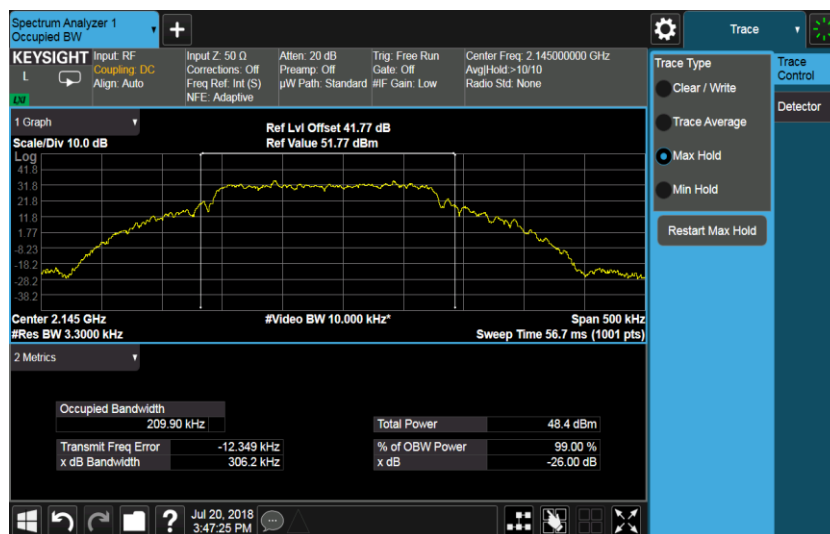 Spectrum Analyzer 1
Occupied BW
+
Trace
KEYSIGHT
L
LXI
Input: RF
Coupling: DC
Align: Auto
Input Z: 50 Ω
Corrections: Off
Freq Ref: Int (S)
NFE: Adaptive
Atten: 20 dB
Preamp: Off
µW Path: Standard
Trig: Free Run
Gate: Off
#IF Gain: Low
Center Freq: 2.145000000 GHz
Avg|Hold:>10/10
Radio Std: None
Trace Type
Clear / Write
Trace Average
Max Hold
Min Hold
Restart Max Hold
Trace
Control
Detector
1 Graph
Scale/Div 10.0 dB
Ref Lvl Offset 41.77 dB
Ref Value 51.77 dBm
Log
41.8
31.8
21.8
11.8
1.77
-8.23
-18.2
-28.2
-38.2
Center 2.145 GHz
#Res BW 3.3000 kHz
#Video BW 10.000 kHz*
Span 500 kHz
Sweep Time 56.7 ms (1001 pts)
2 Metrics
Occupied Bandwidth
209.90 kHz
Total Power 48.4 dBm
Transmit Freq Error -12.349 kHz
% of OBW Power 99.00 %
x dB Bandwidth 306.2 kHz
x dB -26.00 dB
?
Jul 20, 2018
3:47:25 PM